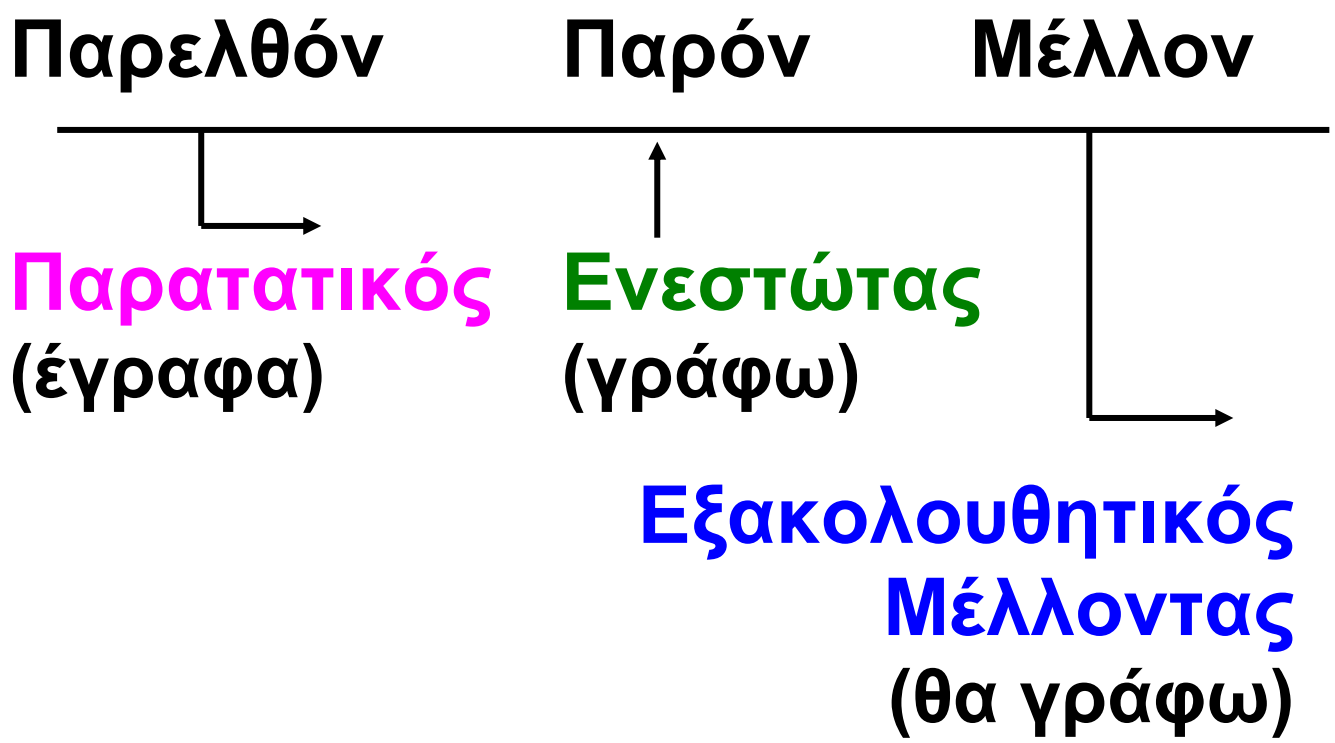 Παρελθόν Παρόν Μέλλον
Παρατατικός Ενεστώτας
(έγραφα) (γράφω)
Εξακολουθητικός
Μέλλοντας
(θα γράφω)